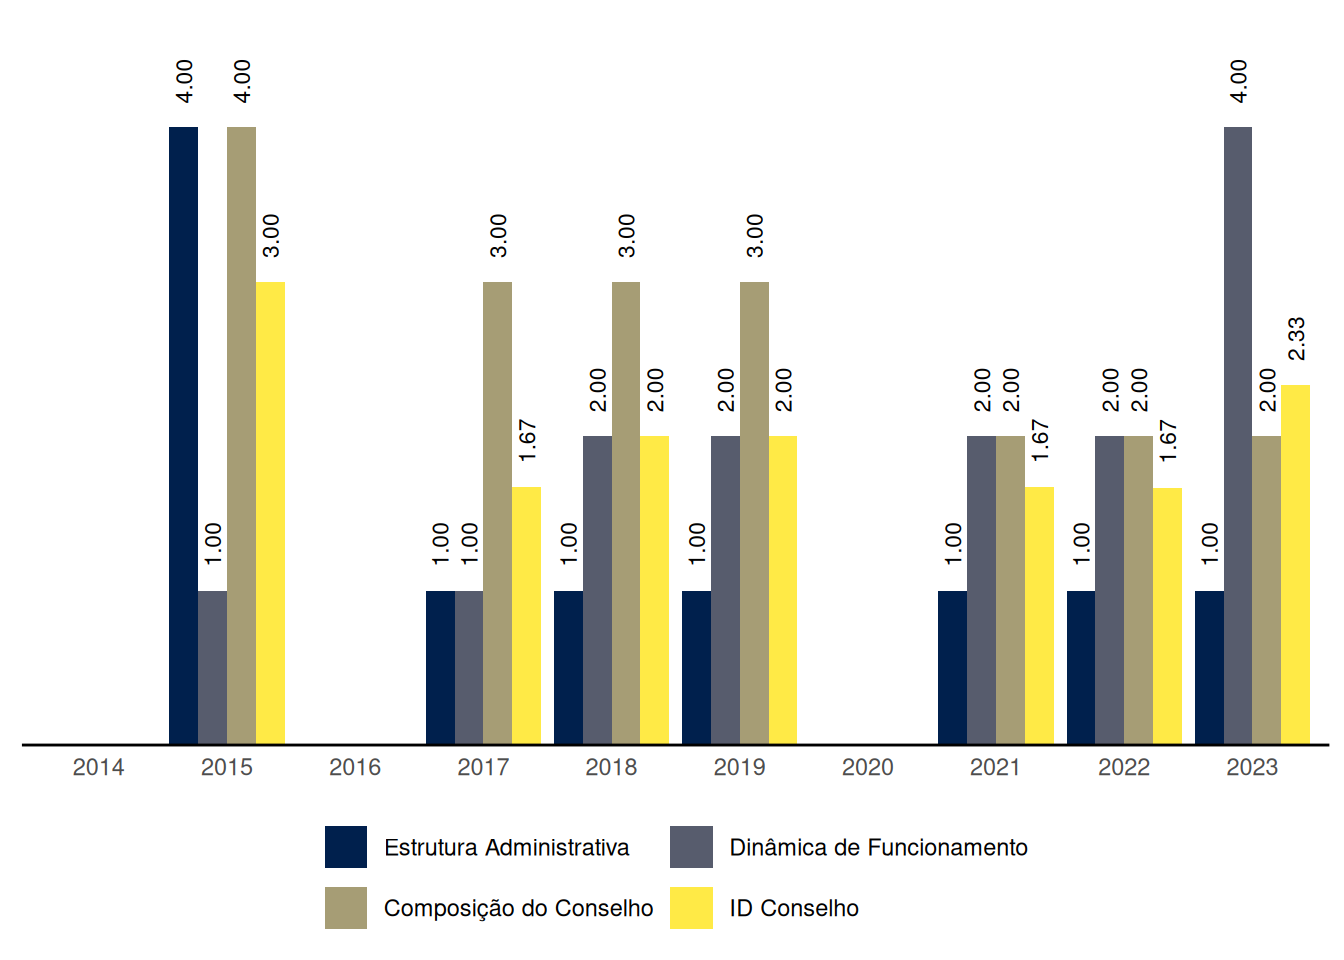 4.00 4.00 4.00
3.00 3.00 3.00 3.00
2.33
2.00 2.00 2.00 2.00 2.00 2.00 2.00 2.00 2.00
1.67 1.67 1.67
1.00 1.00 1.00 1.00 1.00 1.00 1.00 1.00
2014 2015 2016 2017 2018 2019 2020 2021 2022 2023
Estrutura Administrativa Dinâmica de Funcionamento
Composição do Conselho ID Conselho